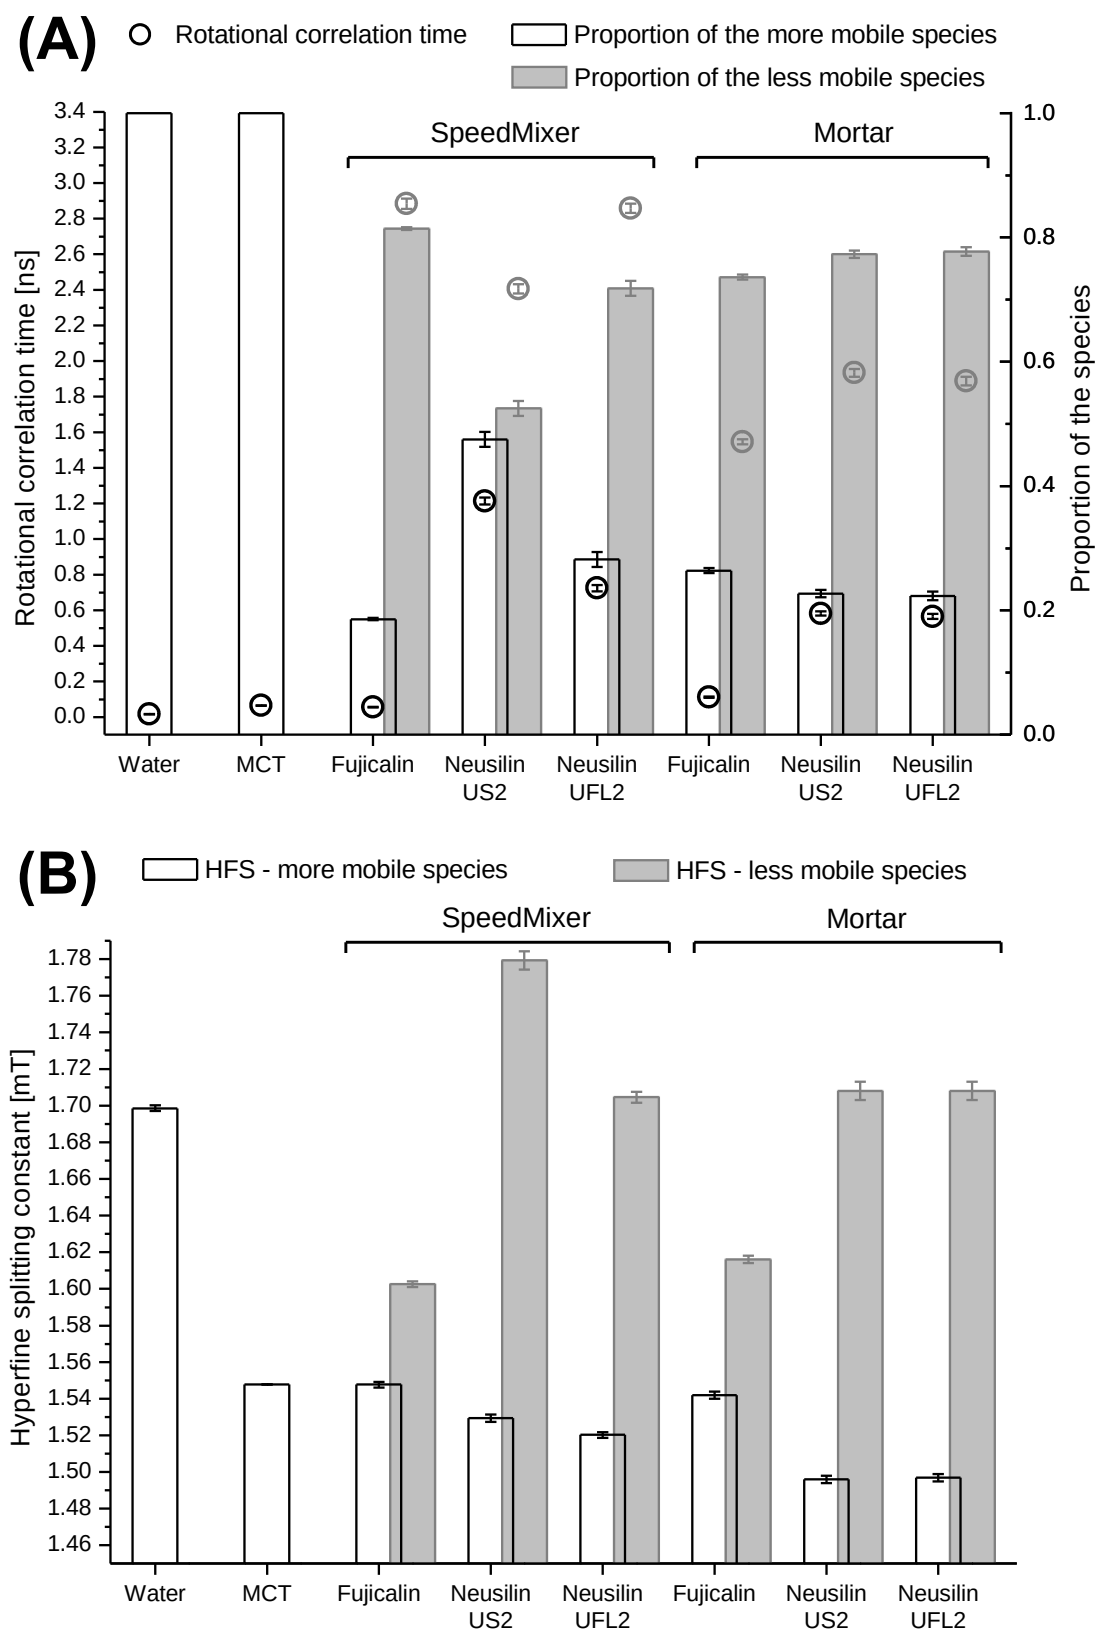 (A)
Rotational correlation time
Proportion of the more mobile species
Proportion of the less mobile species
SpeedMixer
Mortar
Rotational correlation time [ns]
3.4
3.2
3.0
2.8
2.6
2.4
2.2
2.0
1.8
1.6
1.4
1.2
1.0
0.8
0.6
0.4
0.2
0.0
1.0
0.8
0.6
0.4
0.2
0.0
Proportion of the species
Water
MCT
Fujicalin
Neusilin
US2
Neusilin
UFL2
Fujicalin
Neusilin
US2
Neusilin
UFL2
(B)
HFS - more mobile species
HFS - less mobile species
SpeedMixer
Mortar
Hyperfine splitting constant [mT]
1.78
1.76
1.74
1.72
1.70
1.68
1.66
1.64
1.62
1.60
1.58
1.56
1.54
1.52
1.50
1.48
1.46
Water
MCT
Fujicalin
Neusilin
US2
Neusilin
UFL2
Fujicalin
Neusilin
US2
Neusilin
UFL2